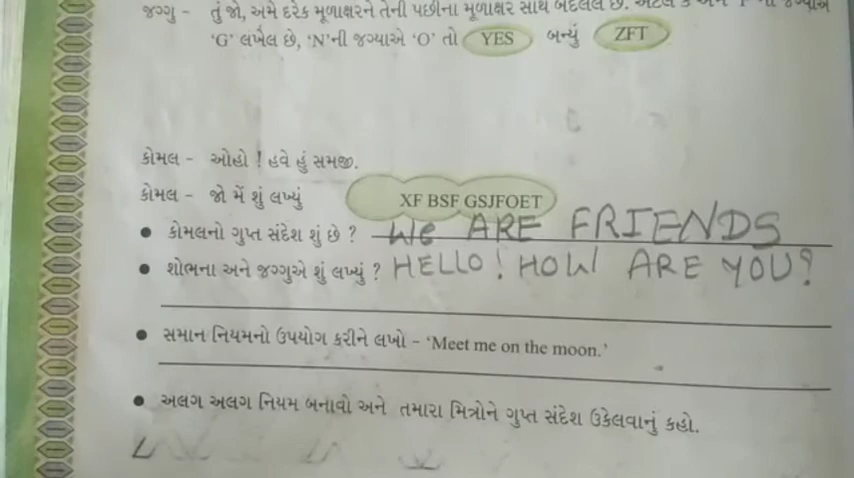 જગ્ગુ - તું જો, અમે દરેક મૂળાક્ષરને તેની પછીના મૂળાક્ષર સાથે બદલેલ છે.
'G' લખેલ છે, 'N'ની જગ્યાએ 'O' તો YES બન્યું ZFT
કોમલ - ઓહો ! હવે હું સમજી.
કોમલ - જો મેં શું લખ્યું XF BSF GSJFOET
• કોમલનો ગુપ્ત સંદેશ શું છે ? We ARE FRIENDS
• શોભના અને જગ્ગુએ શું લખ્યું ? HELLO! HOW ARE YOU?
• સમાન નિયમનો ઉપયોગ કરીને લખો – 'Meet me on the moon.'
• અલગ અલગ નિયમ બનાવો અને તમારા મિત્રોને ગુપ્ત સંદેશ ઉકેલવાનું કહો.